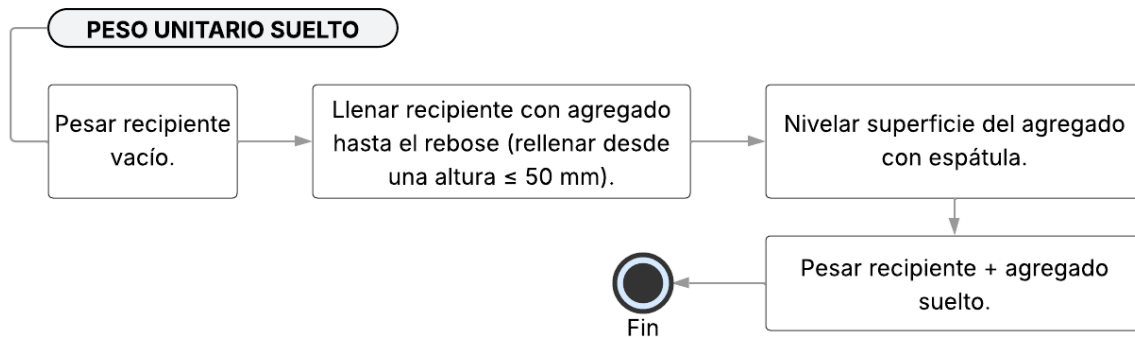 PESO UNITARIO SUELTO
Pesar recipiente
vacío.
Llenar recipiente con agregado
hasta el rebose (rellenar desde
una altura ≤ 50 mm).
Nivelar superficie del agregado
con espátula.
Pesar recipiente + agregado
suelto.
Fin